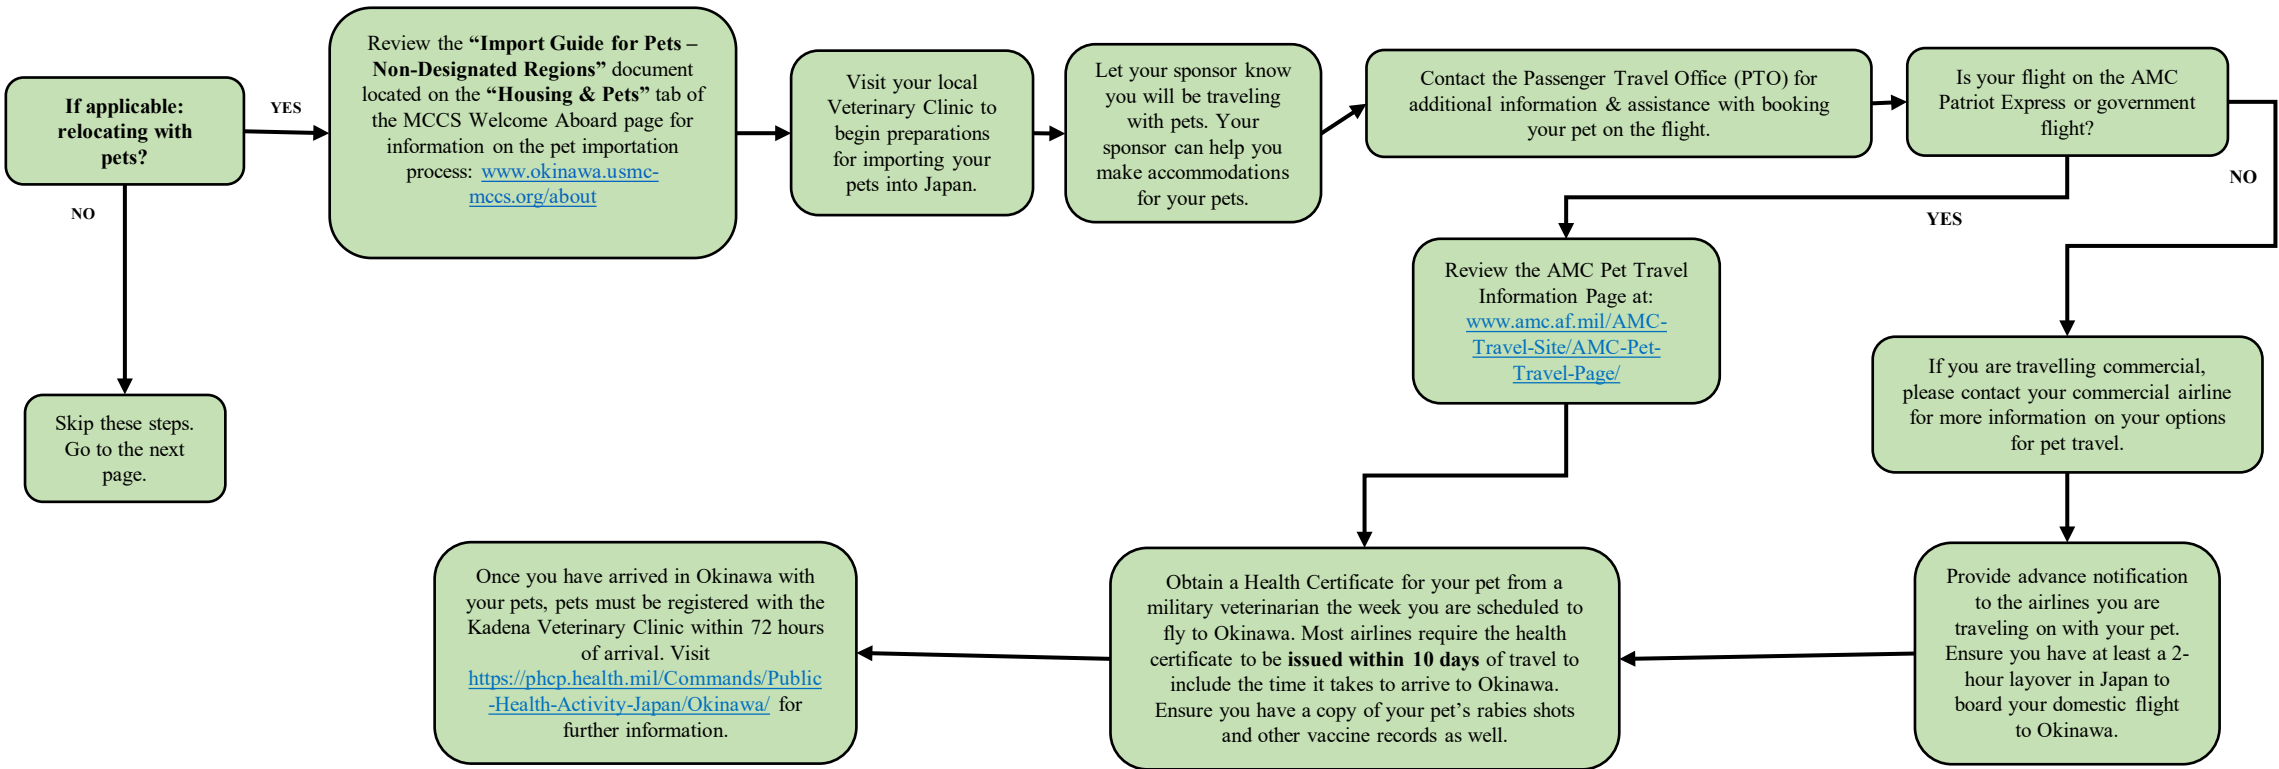 If applicable:
relocating with
pets?
YES
NO
Skip these steps.
Go to the next
page.
Review the “Import Guide for Pets –
Non-Designated Regions” document
located on the “Housing & Pets” tab of
the MCCS Welcome Aboard page for
information on the pet importation
process: www.okinawa.usmc-
mccs.org/about
Visit your local
Veterinary Clinic to
begin preparations
for importing your
pets into Japan.
Let your sponsor know
you will be traveling
with pets. Your
sponsor can help you
make accommodations
for your pets.
Contact the Passenger Travel Office (PTO) for
additional information & assistance with booking
your pet on the flight.
Is your flight on the AMC
Patriot Express or government
flight?
YES
NO
Review the AMC Pet Travel
Information Page at:
www.amc.af.mil/AMC-
Travel-Site/AMC-Pet-
Travel-Page/
If you are travelling commercial,
please contact your commercial airline
for more information on your options
for pet travel.
Provide advance notification
to the airlines you are
traveling on with your pet.
Ensure you have at least a 2-
hour layover in Japan to
board your domestic flight
to Okinawa.
Obtain a Health Certificate for your pet from a
military veterinarian the week you are scheduled to
fly to Okinawa. Most airlines require the health
certificate to be issued within 10 days of travel to
include the time it takes to arrive to Okinawa.
Ensure you have a copy of your pet’s rabies shots
and other vaccine records as well.
Once you have arrived in Okinawa with
your pets, pets must be registered with the
Kadena Veterinary Clinic within 72 hours
of arrival. Visit
https://phcp.health.mil/Commands/Public
-Health-Activity-Japan/Okinawa/ for
further information.